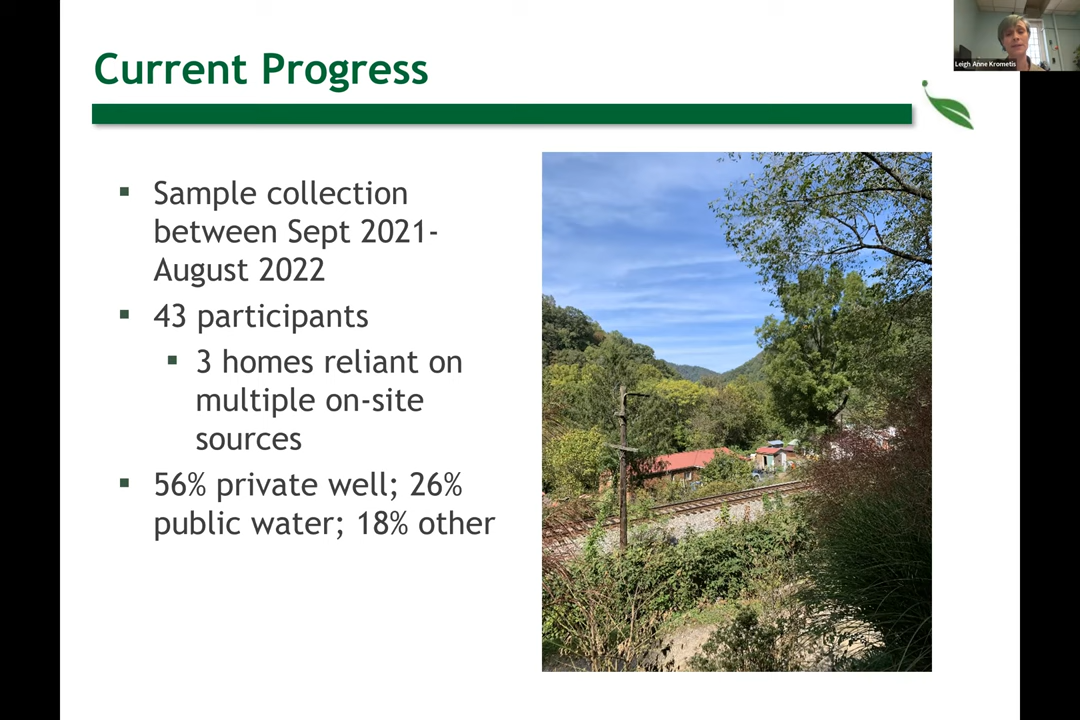 Current Progress
Leigh Anne Krometis
▪ Sample collection
between Sept 2021-
August 2022
▪ 43 participants
▪ 3 homes reliant on
multiple on-site
sources
▪ 56% private well; 26%
public water; 18% other